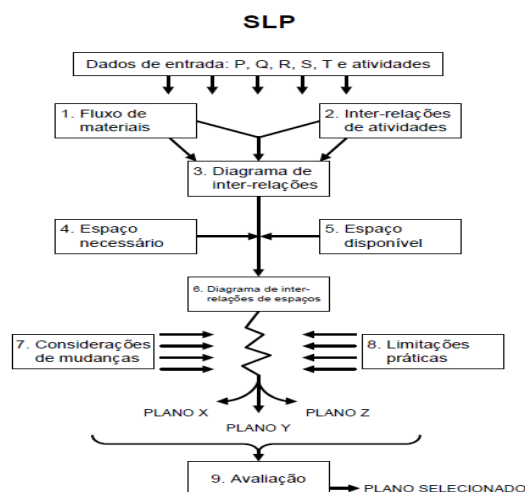 SLP
Dados de entrada: P, Q, R, S, T e atividades
1. Fluxo de
materiais
2. Inter-relações
de atividades
3. Diagrama de
inter-relações
4. Espaço
necessário
5. Espaço
disponível
6. Diagrama de inter-
relações de espaços
7. Considerações
de mudanças
8. Limitações
práticas
PLANO X
PLANO Y
PLANO Z
9. Avaliação
PLANO SELECIONADO